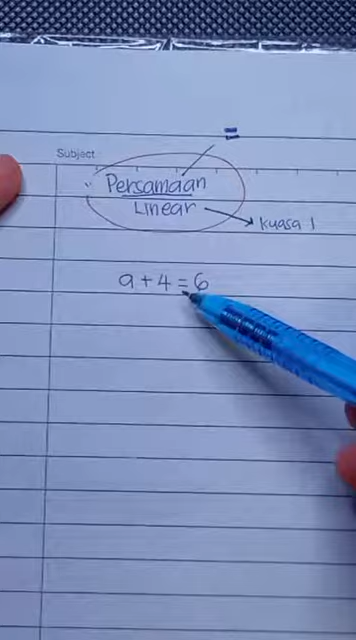 =
Subject
Persamaan
Linear
kuasa 1
a + 4 = 6